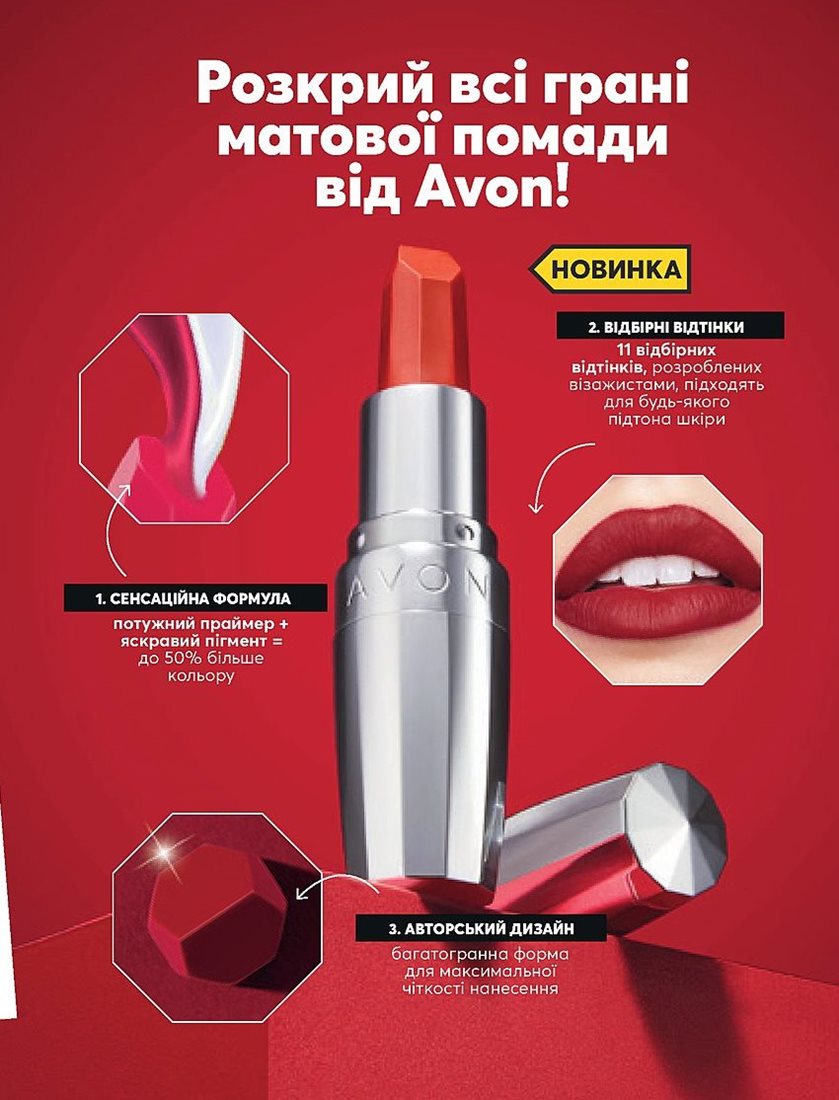 Розкрий всі грані
матової помади
від Avon!
НОВИНКА
2. ВІДБІРНІ ВІДТІНКИ
11 відбірних
відтінків, розроблених
візажистами, підходять
для будь-якого
підтона шкіри
AVON
1. СЕНСАЦІЙНА ФОРМУЛА
потужний праймер +
яскравий пігмент =
до 50% більше
кольору
3. АВТОРСЬКИЙ ДИЗАЙН
багатогранна форма
для максимальної
чіткості нанесення